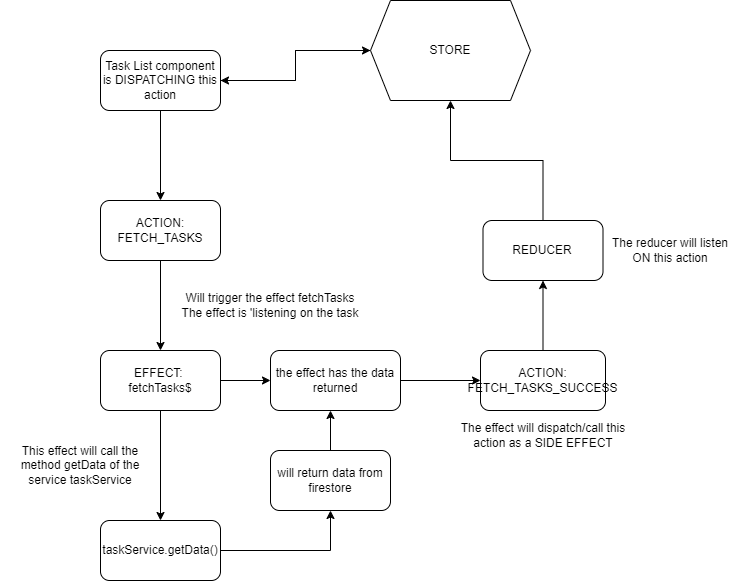 STORE
Task List component
is DISPATCHING this
action
ACTION:
FETCH_TASKS
REDUCER
The reducer will listen
ON this action
Will trigger the effect fetchTasks
The effect is 'listening on the task
EFFECT:
fetchTasks$
the effect has the data
returned
ACTION:
FETCH_TASKS_SUCCESS
The effect will dispatch/call this
action as a SIDE EFFECT
This effect will call the
method getData of the
service taskService
will return data from
firestore
taskService.getData()